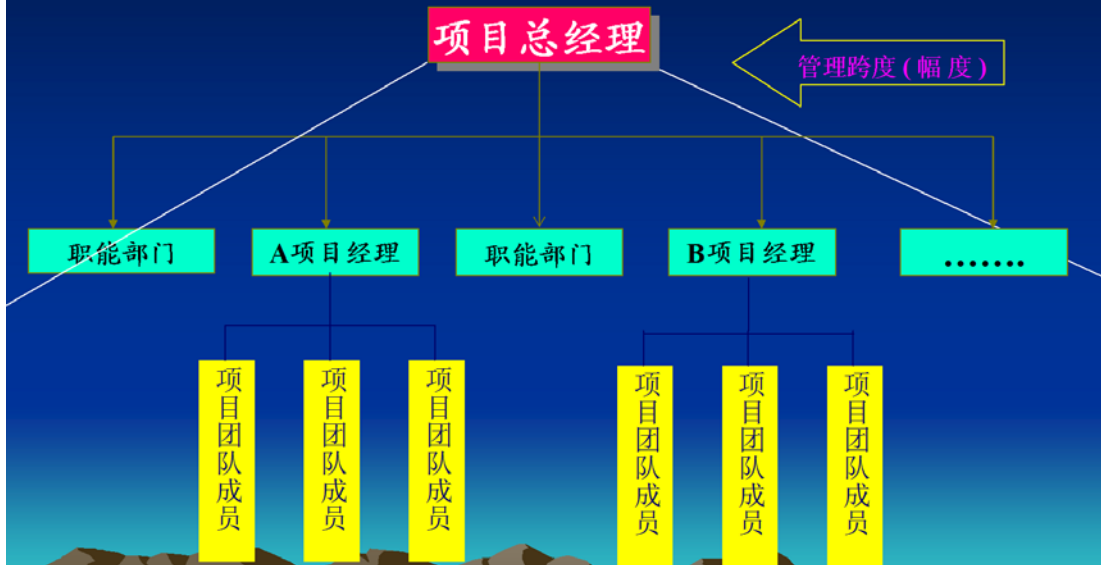 项目总经理
管理跨度(幅度)
职能部门
A项目经理
职能部门
B项目经理
.......
项目团队成员
项目团队成员
项目团队成员
项目团队成员
项目团队成员
项目团队成员